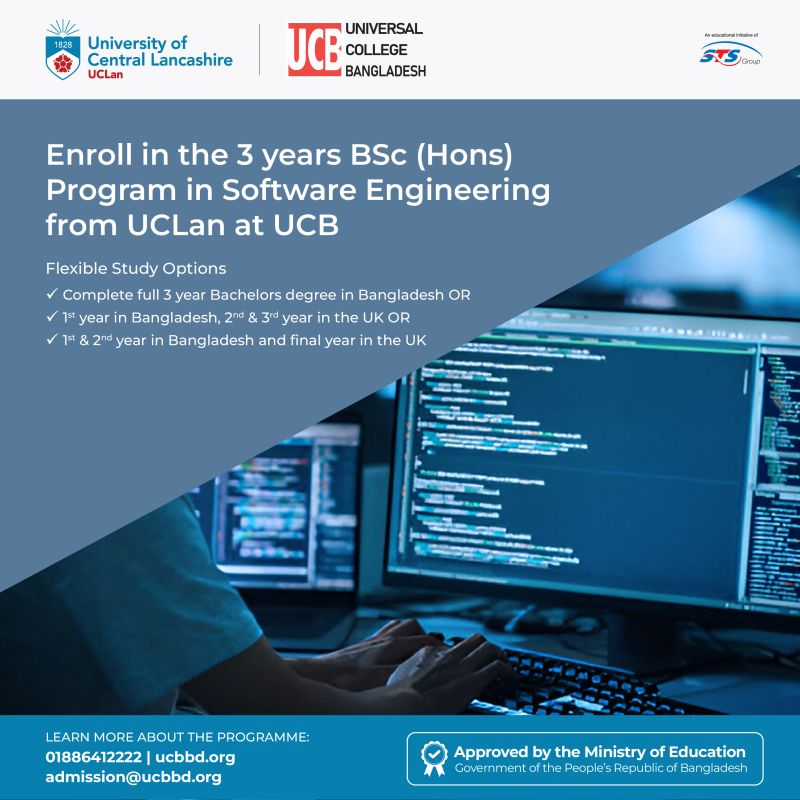 1828
University of
Central Lancashire
UCLan
UCB
UNIVERSAL
COLLEGE
BANGLADESH
An educational initiative of
STS
Group
Enroll in the 3 years BSc (Hons)
Program in Software Engineering
from UCLan at UCB
Flexible Study Options
✓ Complete full 3 year Bachelors degree in Bangladesh OR
✓ 1st year in Bangladesh, 2nd & 3rd year in the UK OR
✓ 1st & 2nd year in Bangladesh and final year in the UK
LEARN MORE ABOUT THE PROGRAMME:
01886412222 | ucbbd.org
admission@ucbbd.org
Approved by the Ministry of Education
Government of the People's Republic of Bangladesh